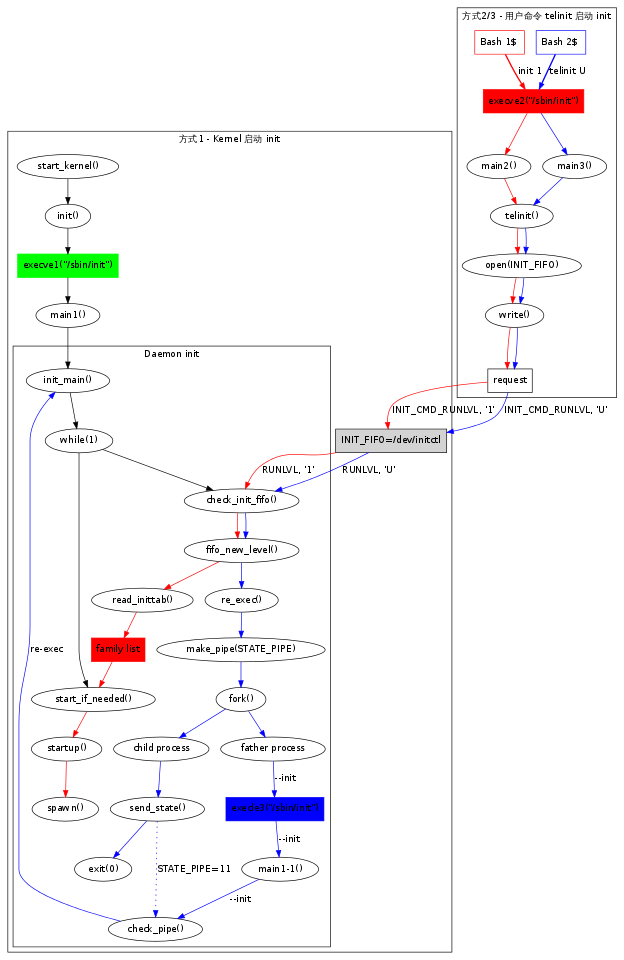 方式2/3 - 用户命令 telinit 启动 init
Bash 1$
Bash 2$
init 1
telinit U
execve2("/sbin/init")
main2()
main3()
telinit()
open(INIT_FIFO)
write()
request
INIT_CMD_RUNLVL, '1'
INIT_CMD_RUNLVL, 'U'
方式 1 - Kernel 启动 init
start_kernel()
init()
execve1("/sbin/init")
main1()
Daemon init
init_main()
while(1)
INIT_FIFO=/dev/initctl
RUNLVL, '1'
RUNLVL, 'U'
check_init_fifo()
fifo_new_level()
read_inittab()
re_exec()
re-exec
family list
make_pipe(STATE_PIPE)
start_if_needed()
fork()
startup()
child process
father process
--init
spawn()
send_state()
--init
exit(0)
STATE_PIPE=11
main1-1()
--init
check_pipe()